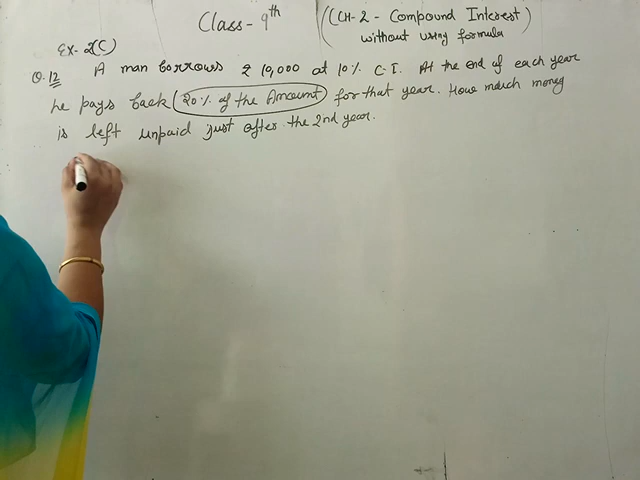 Class - 9th
(CH-2 - Compound Interest)
without using formula
Ex- 2(C)
Q.12 A man borrows ₹ 10,000 at 10% C.I. At the end of each year
he pays back (20% of the Amount) for that year. How much money
is left unpaid just after the 2nd year.